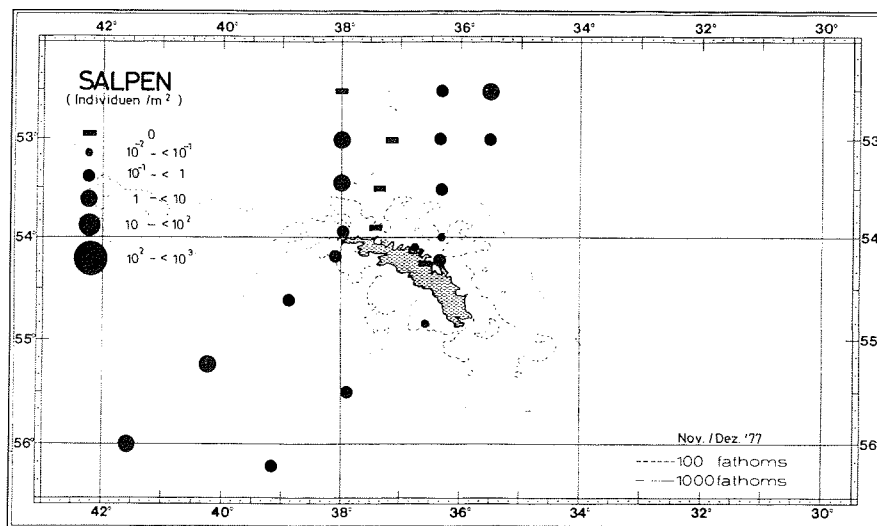 42° 40° 38° 36° 34° 32° 30°
SALPEN
(Individuen /m²)
0
10⁻² - <10⁻¹
10⁻¹ - < 1
1 - < 10
10 - <10²
10² - < 10³
53° 53°
54° 54°
55° 55°
56° 56°
Nov. / Dez. '77
100 fathoms
1000 fathoms
42° 40° 38° 36° 34° 32° 30°